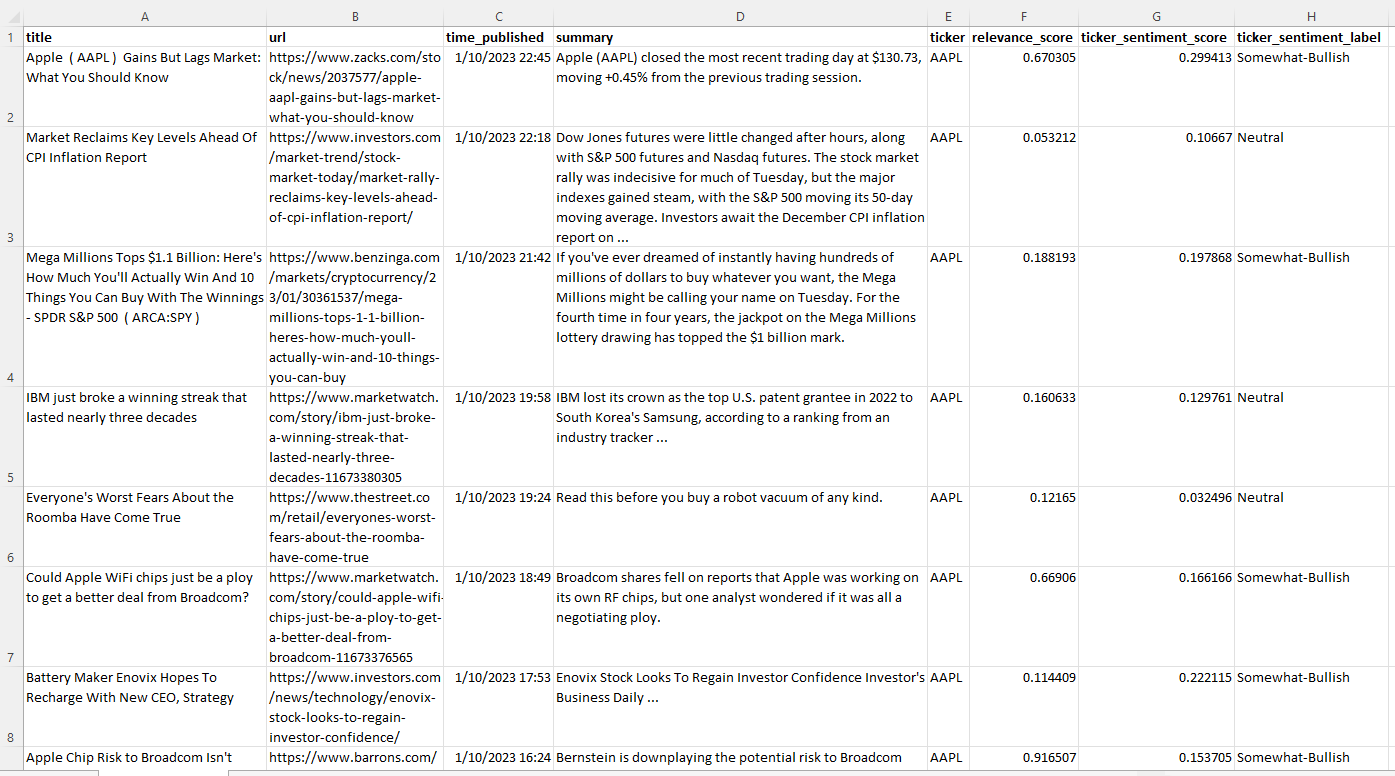 A B C D E F G H
1 title url time_published summary ticker relevance_score ticker_sentiment_score ticker_sentiment_label
Apple ( AAPL ) Gains But Lags Market: https://www.zacks.com/sto 1/10/2023 22:45 Apple (AAPL) closed the most recent trading day at $130.73, AAPL 0.670305 0.299413 Somewhat-Bullish
What You Should Know ck/news/2037577/apple- moving +0.45% from the previous trading session.
aapl-gains-but-lags-market-
2 what-you-should-know
Market Reclaims Key Levels Ahead Of https://www.investors.com 1/10/2023 22:18 Dow Jones futures were little changed after hours, along AAPL 0.053212 0.10667 Neutral
CPI Inflation Report /market-trend/stock- with S&P 500 futures and Nasdaq futures. The stock market
market-today/market-rally- rally was indecisive for much of Tuesday, but the major
reclaims-key-levels-ahead- indexes gained steam, with the S&P 500 moving its 50-day
of-cpi-inflation-report/ moving average. Investors await the December CPI inflation
3 report on ...
Mega Millions Tops $1.1 Billion: Here's https://www.benzinga.com 1/10/2023 21:42 If you've ever dreamed of instantly having hundreds of AAPL 0.188193 0.197868 Somewhat-Bullish
How Much You'll Actually Win And 10 /markets/cryptocurrency/2 millions of dollars to buy whatever you want, the Mega
Things You Can Buy With The Winnings 3/01/30361537/mega- Millions might be calling your name on Tuesday. For the
- SPDR S&P 500 ( ARCA:SPY ) millions-tops-1-1-billion- fourth time in four years, the jackpot on the Mega Millions
heres-how-much-youll- lottery drawing has topped the $1 billion mark.
actually-win-and-10-things-
4 you-can-buy
IBM just broke a winning streak that https://www.marketwatch. 1/10/2023 19:58 IBM lost its crown as the top U.S. patent grantee in 2022 to AAPL 0.160633 0.129761 Neutral
lasted nearly three decades com/story/ibm-just-broke- South Korea's Samsung, according to a ranking from an
a-winning-streak-that- industry tracker ...
lasted-nearly-three-
5 decades-11673380305
Everyone's Worst Fears About the https://www.thestreet.co 1/10/2023 19:24 Read this before you buy a robot vacuum of any kind. AAPL 0.12165 0.032496 Neutral
Roomba Have Come True m/retail/everyones-worst-
fears-about-the-roomba-
6 have-come-true
Could Apple WiFi chips just be a ploy https://www.marketwatch. 1/10/2023 18:49 Broadcom shares fell on reports that Apple was working on AAPL 0.66906 0.166166 Somewhat-Bullish
to get a better deal from Broadcom? com/story/could-apple-wifi- its own RF chips, but one analyst wondered if it was all a
chips-just-be-a-ploy-to-get- negotiating ploy.
a-better-deal-from-
7 broadcom-11673376565
Battery Maker Enovix Hopes To https://www.investors.com 1/10/2023 17:53 Enovix Stock Looks To Regain Investor Confidence Investor's AAPL 0.114409 0.222115 Somewhat-Bullish
Recharge With New CEO, Strategy /news/technology/enovix- Business Daily ...
stock-looks-to-regain-
8 investor-confidence/
Apple Chip Risk to Broadcom Isn't https://www.barrons.com/ 1/10/2023 16:24 Bernstein is downplaying the potential risk to Broadcom AAPL 0.916507 0.153705 Somewhat-Bullish